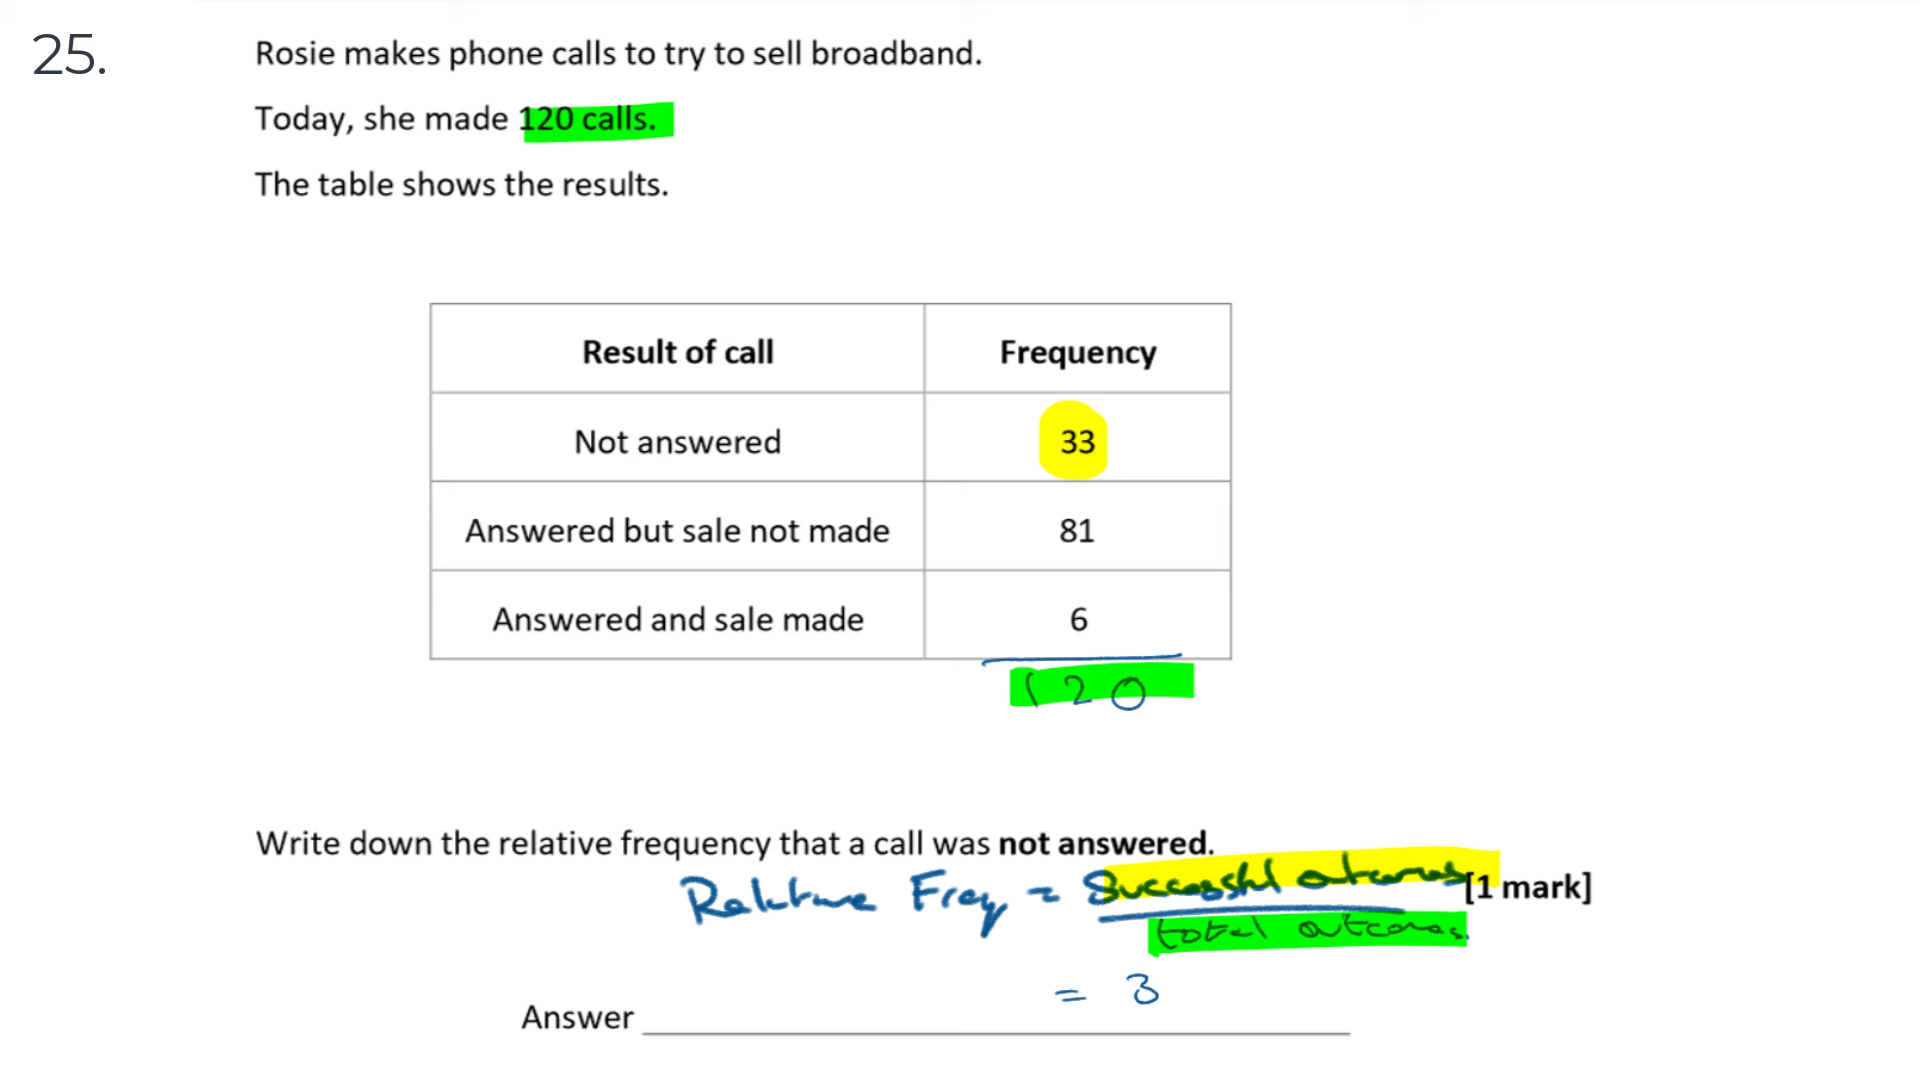 25.
Rosie makes phone calls to try to sell broadband.
Today, she made 120 calls.
The table shows the results.
Result of call Frequency
Not answered 33
Answered but sale not made 81
Answered and sale made 6
120
Write down the relative frequency that a call was not answered.
Relative Freq = Successful outcomes
[1 mark]
total outcomes.
= 3
Answer